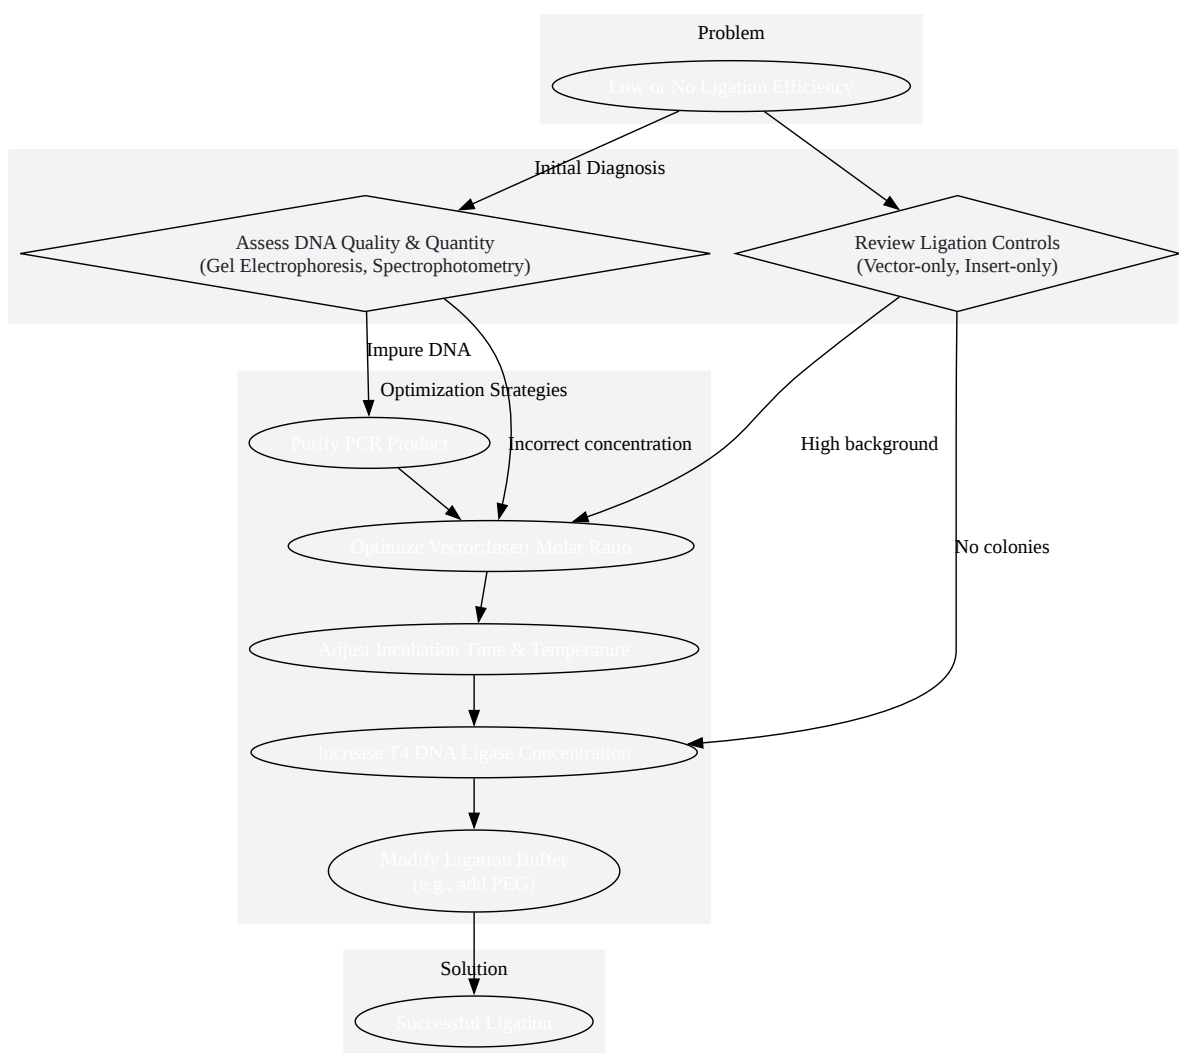 Problem
Low or No Ligation Efficiency
Initial Diagnosis
Assess DNA Quality & Quantity
(Gel Electrophoresis, Spectrophotometry)
Review Ligation Controls
(Vector-only, Insert-only)
Impure DNA
Optimization Strategies
Purify PCR Product
Incorrect concentration
High background
Optimize Vector:Insert Molar Ratio
No colonies
Adjust Incubation Time & Temperature
Increase T4 DNA Ligase Concentration
Modify Ligation Buffer
(e.g., add PEG)
Solution
Successful Ligation